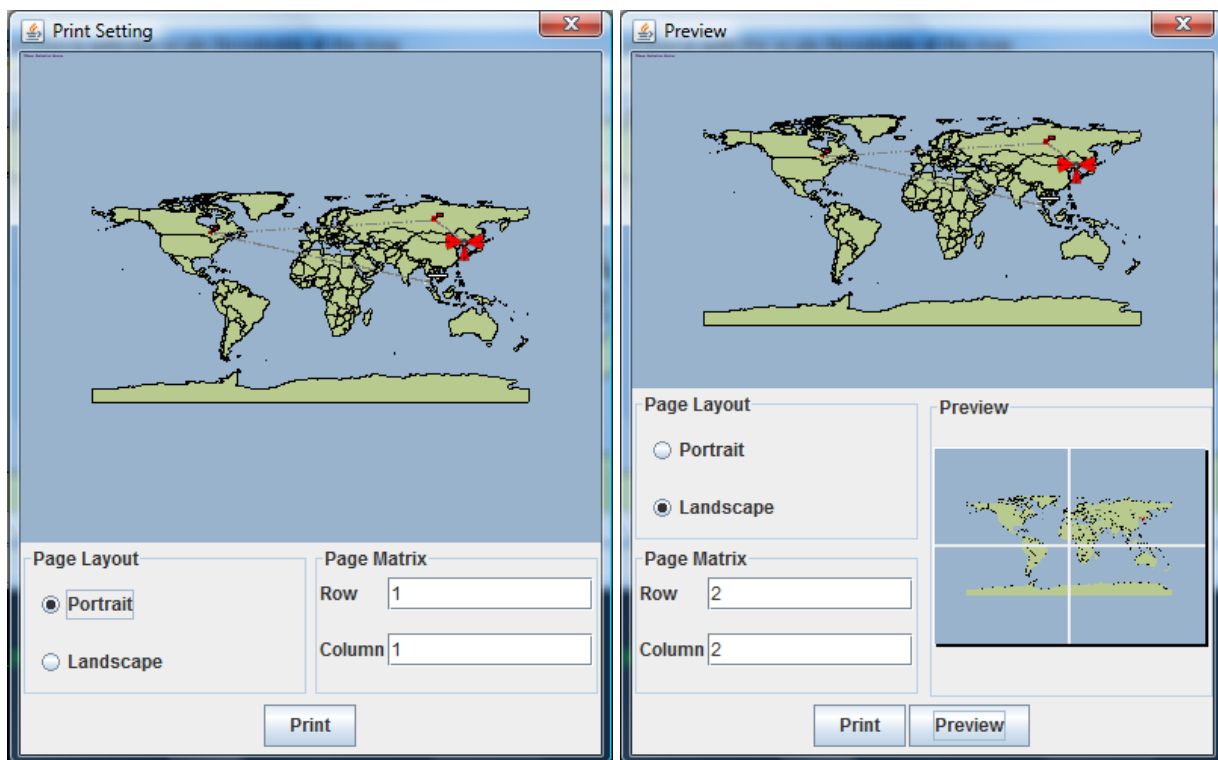 Print Setting
Page Layout
Portrait
Landscape
Page Matrix
Row 1
Column 1
Print
Preview
Page Layout
Portrait
Landscape
Page Matrix
Row 2
Column 2
Preview
Print
Preview